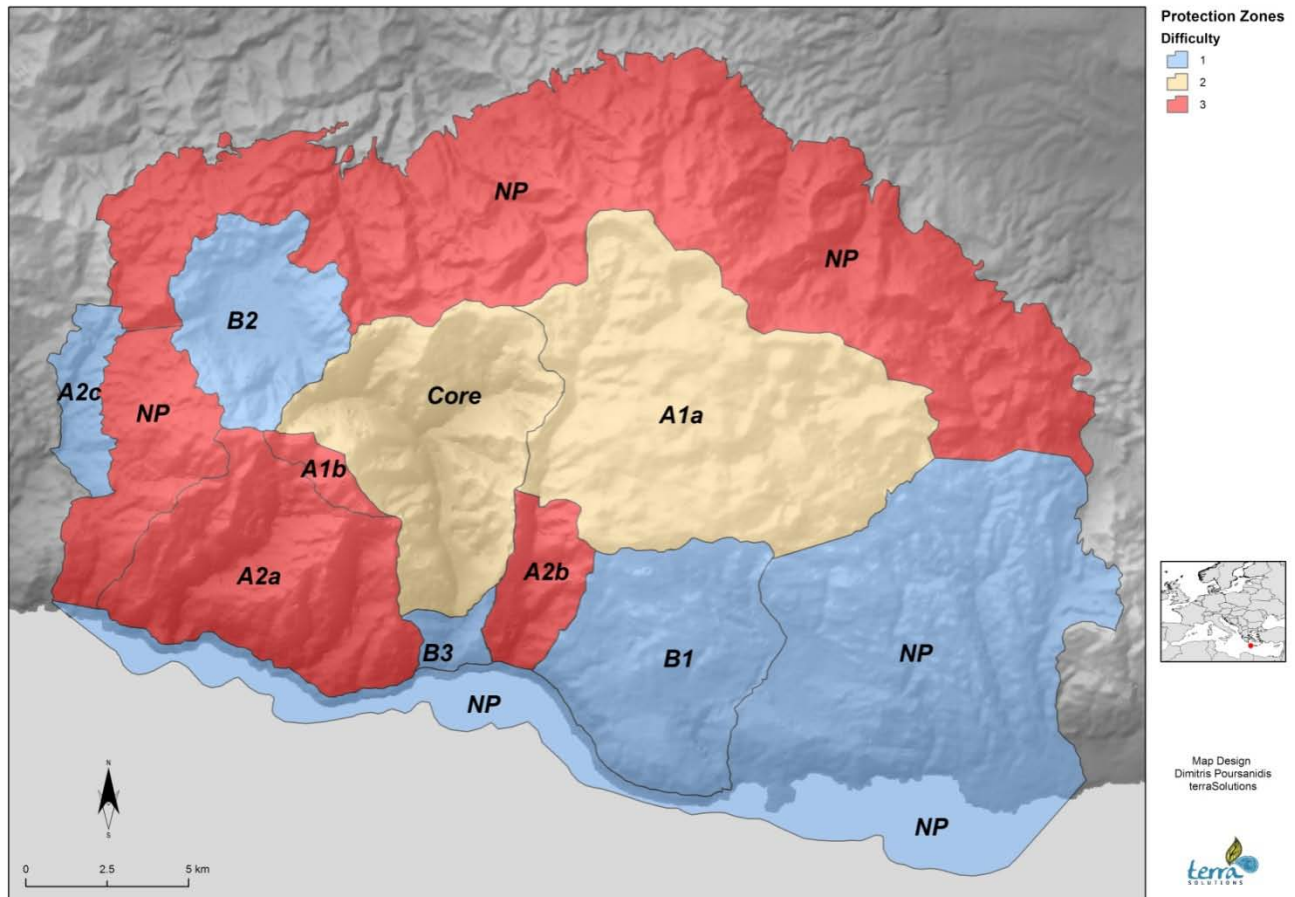 Protection Zones
Difficulty
1
2
3
NP
NP
B2
A2c
NP
Core
A1a
A1b
A2a
A2b
B3
B1
NP
NP
NP
N
S
0 2.5 5 km
Map Design
Dimitris Poursanidis
terraSolutions
terra
SOLUTIONS